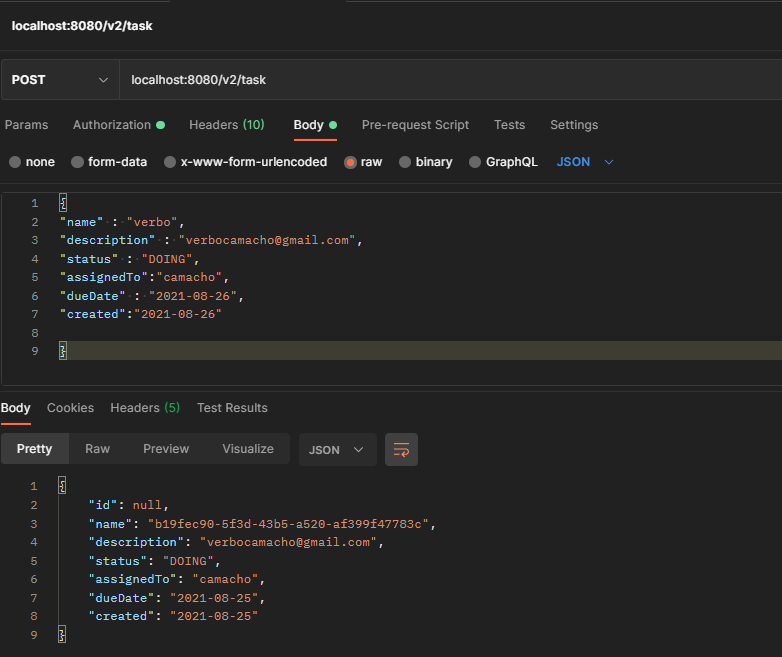 localhost:8080/v2/task
POST localhost:8080/v2/task
Params Authorization Headers (10) Body Pre-request Script Tests Settings
none form-data x-www-form-urlencoded raw binary GraphQL JSON
1 {
2 "name" : "verbo",
3 "description" : "verbocamacho@gmail.com",
4 "status" : "DOING",
5 "assignedTo":"camacho",
6 "dueDate" : "2021-08-26",
7 "created":"2021-08-26"
8
9 }
Body Cookies Headers (5) Test Results
Pretty Raw Preview Visualize JSON
1 {
2 "id": null,
3 "name": "b19fec90-5f3d-43b5-a520-af399f47783c",
4 "description": "verbocamacho@gmail.com",
5 "status": "DOING",
6 "assignedTo": "camacho",
7 "dueDate": "2021-08-25",
8 "created": "2021-08-25"
9 }